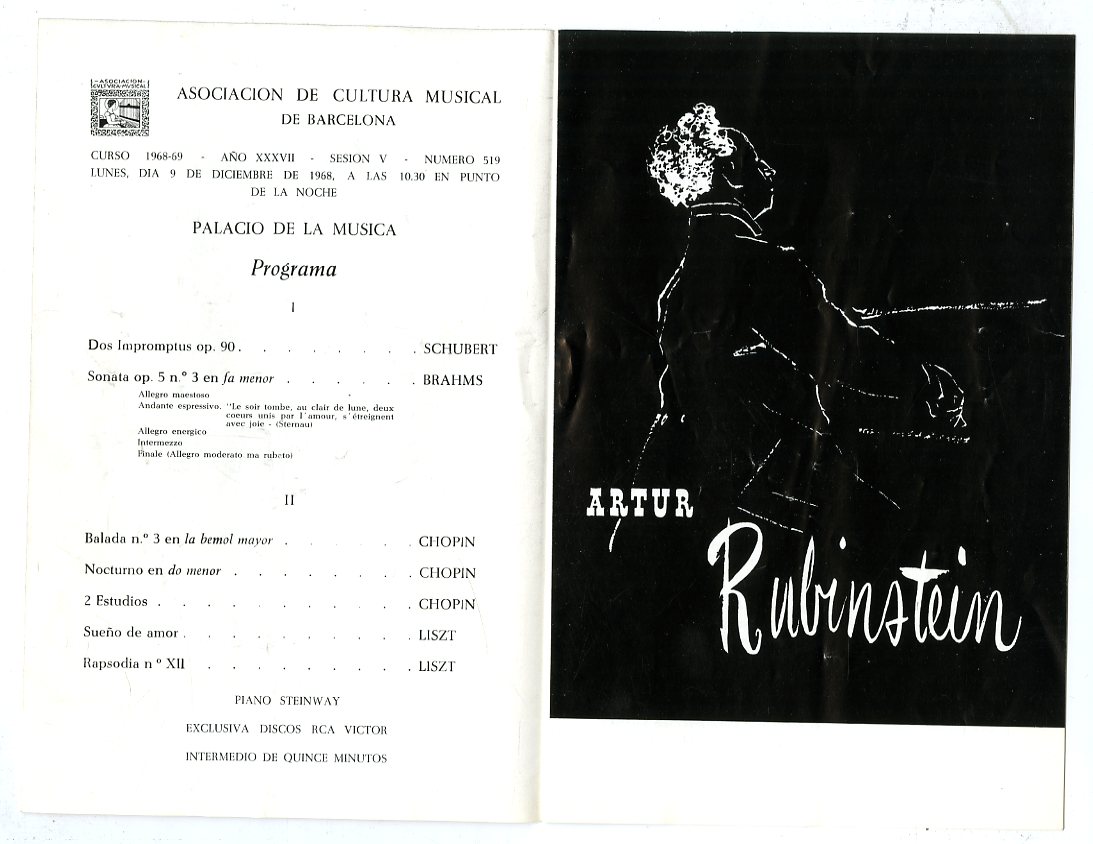 ASOCIACION
CVLTVRA·MVSICAL
ASOCIACION DE CULTURA MUSICAL
DE BARCELONA
CURSO 1968-69 - AÑO XXXVII - SESION V - NUMERO 519
LUNES, DIA 9 DE DICIEMBRE DE 1968, A LAS 10.30 EN PUNTO
DE LA NOCHE
PALACIO DE LA MUSICA
Programa
I
Dos Impromptus op. 90 . . . . . . . SCHUBERT
Sonata op. 5 n.º 3 en fa menor . . . . . . BRAHMS
Allegro maestoso
Andante espressivo. "Le soir tombe, au clair de lune, deux
coeurs unis par l'amour, s'étreignent
avec joie - (Sternau)
Allegro energico
Intermezzo
Finale (Allegro moderato ma rubato)
II
Balada n.º 3 en la bemol mayor . . . . . CHOPIN
Nocturno en do menor . . . . . . . . CHOPIN
2 Estudios . . . . . . . . . . CHOPIN
Sueño de amor . . . . . . . . . LISZT
Rapsodia n º XII . . . . . . . . LISZT
PIANO STEINWAY
EXCLUSIVA DISCOS RCA VICTOR
INTERMEDIO DE QUINCE MINUTOS
ARTUR
Rubinstein